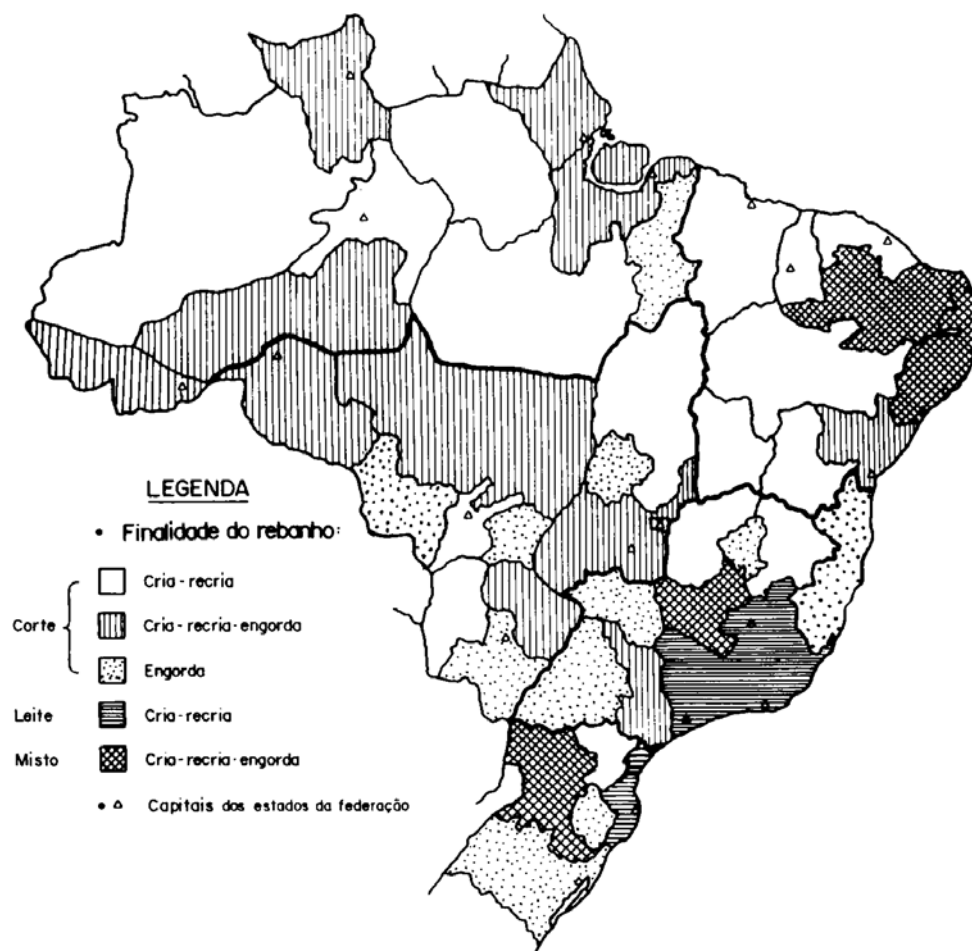 LEGENDA
• Finalidade do rebanho:
Corte
Cria-recria
Cria-recria-engorda
Engorda
Leite Cria-recria
Misto Cria-recria-engorda
Capitais dos estados da federação